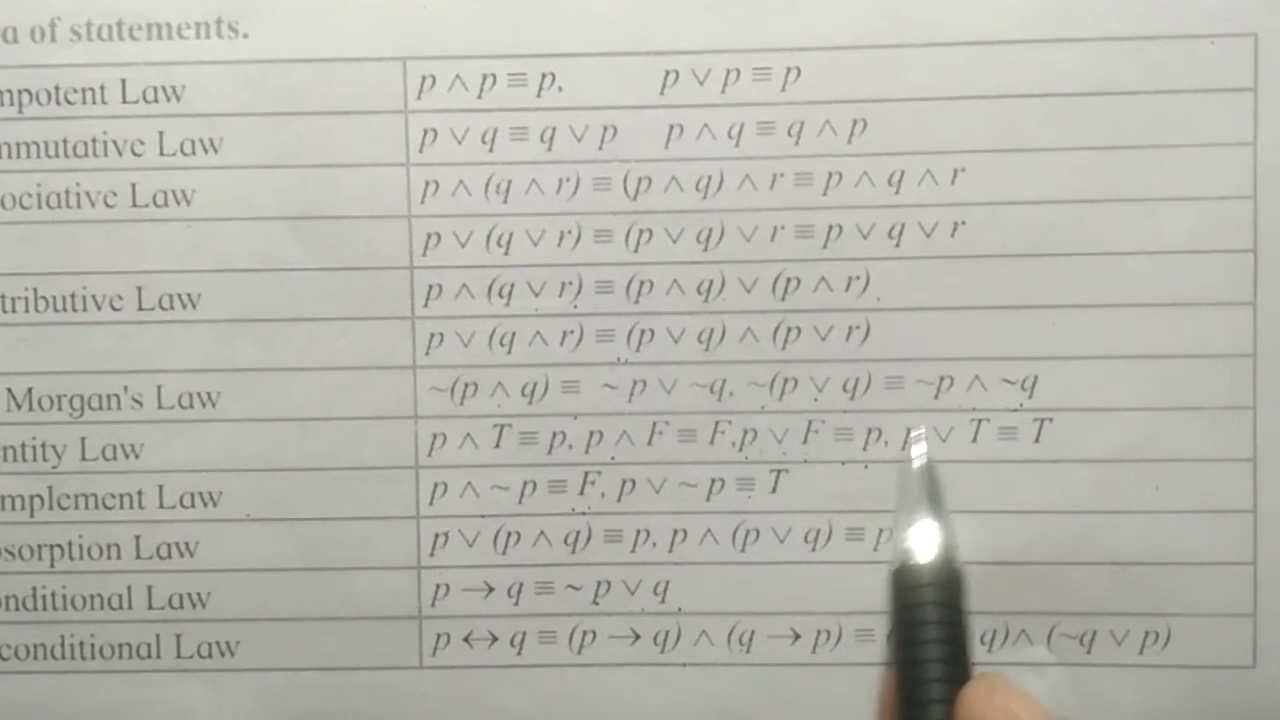 a of statements.
mpotent Law p ∧ p ≡ p, p ∨ p ≡ p
nmutative Law p ∨ q ≡ q ∨ p p ∧ q ≡ q ∧ p
ociative Law p ∧ (q ∧ r) ≡ (p ∧ q) ∧ r ≡ p ∧ q ∧ r
p ∨ (q ∨ r) ≡ (p ∨ q) ∨ r ≡ p ∨ q ∨ r
tributive Law p ∧ (q ∨ r) ≡ (p ∧ q) ∨ (p ∧ r)
p ∨ (q ∧ r) ≡ (p ∨ q) ∧ (p ∨ r)
Morgan's Law ~(p ∧ q) ≡ ~ p ∨ ~q, ~(p ∨ q) ≡ ~p ∧ ~q
ntity Law p ∧ T ≡ p, p ∧ F ≡ F, p ∨ F ≡ p, p ∨ T ≡ T
mplement Law p ∧ ~ p ≡ F, p ∨ ~ p ≡ T
sorption Law p ∨ (p ∧ q) ≡ p, p ∧ (p ∨ q) ≡ p
nditional Law p → q ≡ ~ p ∨ q
conditional Law p ↔ q ≡ (p → q) ∧ (q → p) ≡ q) ∧ (~q ∨ p)